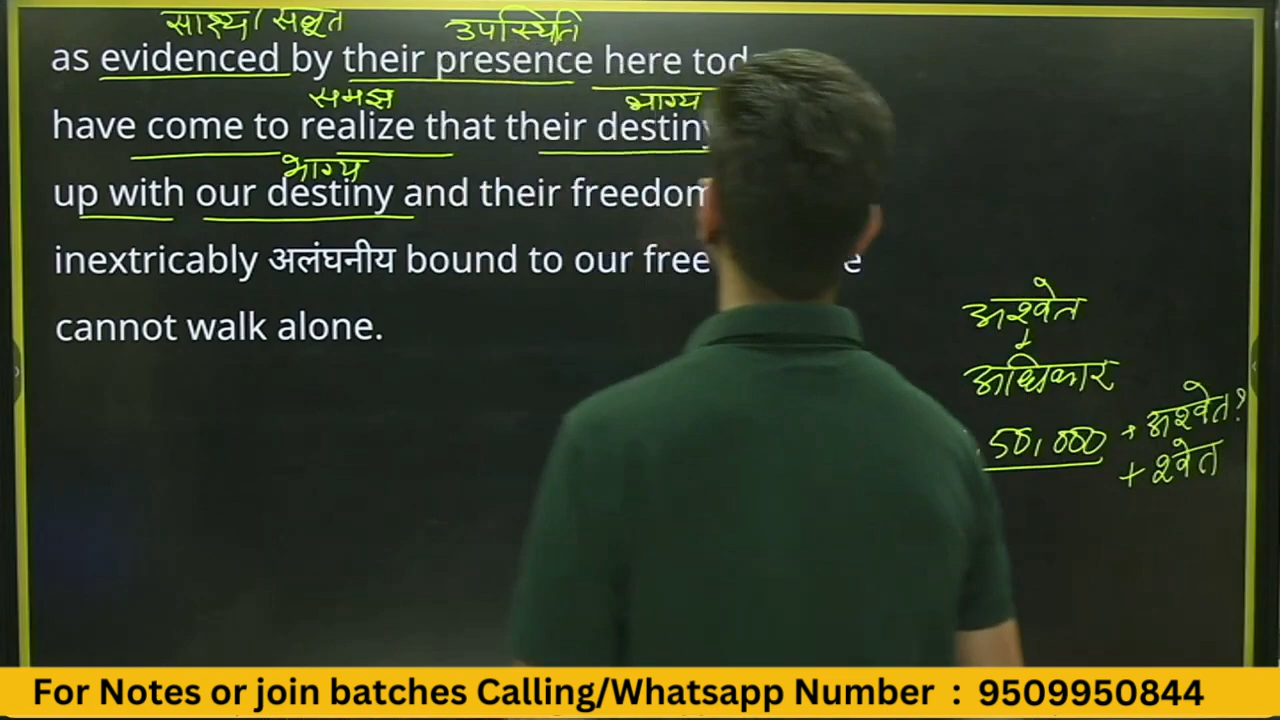 साक्ष्य/सबूत उपस्थिति
as evidenced by their presence here tod
समझ भाग्य
have come to realize that their destiny
भाग्य
up with our destiny and their freedom
inextricably अलंघनीय bound to our free e
cannot walk alone.
अश्वेत
↓
अधिकार
50,000 → अश्वेत?
+ श्वेत
For Notes or join batches Calling/Whatsapp Number : 9509950844